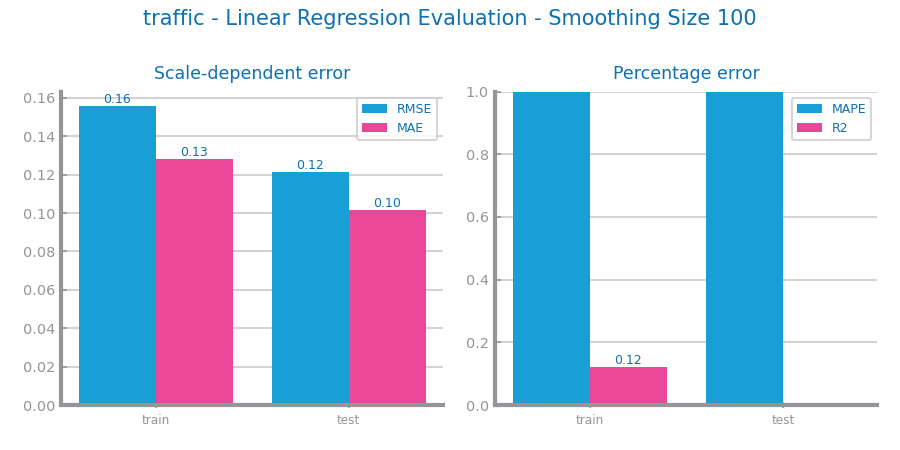 traffic - Linear Regression Evaluation - Smoothing Size 100
Scale-dependent error
0.16
0.14
0.12
0.10
0.08
0.06
0.04
0.02
0.00
0.16
0.13
0.12
0.10
RMSE
MAE
train
test
Percentage error
1.0
0.8
0.6
0.4
0.2
0.0
0.12
MAPE
R2
train
test